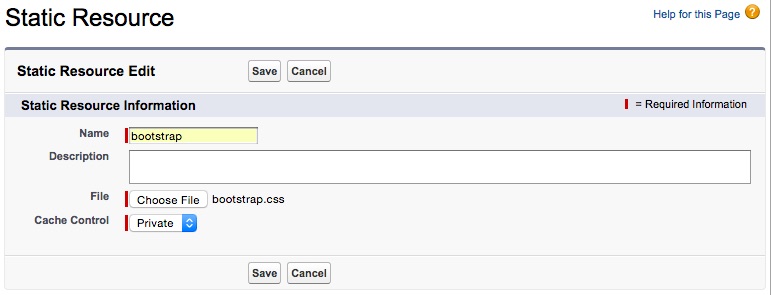 Static Resource
Help for this Page ?
Static Resource Edit Save Cancel
Static Resource Information = Required Information
Name bootstrap
Description
File Choose File bootstrap.css
Cache Control Private
Save Cancel